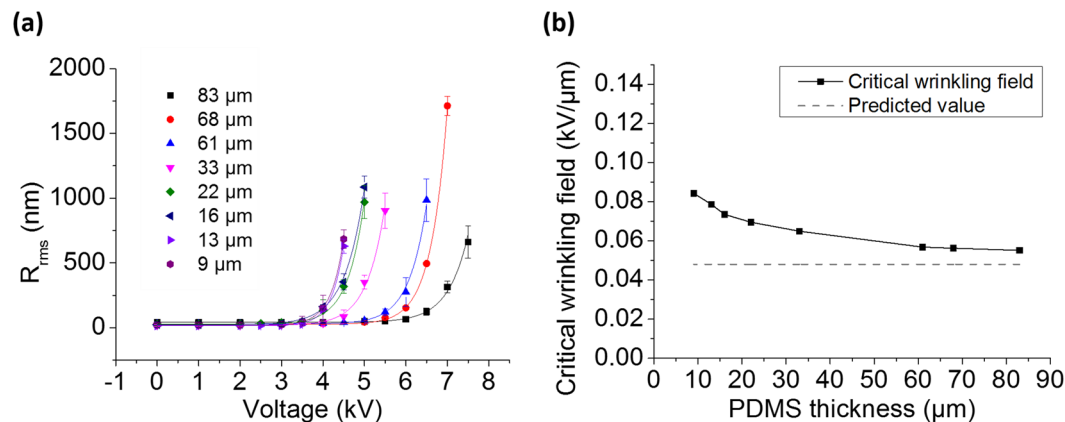 (a)
2000
1500
1000
500
0
R_rms (nm)
83 µm
68 µm
61 µm
33 µm
22 µm
16 µm
13 µm
9 µm
-1 0 1 2 3 4 5 6 7 8
Voltage (kV)
(b)
0.14
0.12
0.10
0.08
0.06
0.04
0.02
0.00
Critical wrinkling field (kV/µm)
Critical wrinkling field
Predicted value
0 10 20 30 40 50 60 70 80 90
PDMS thickness (µm)